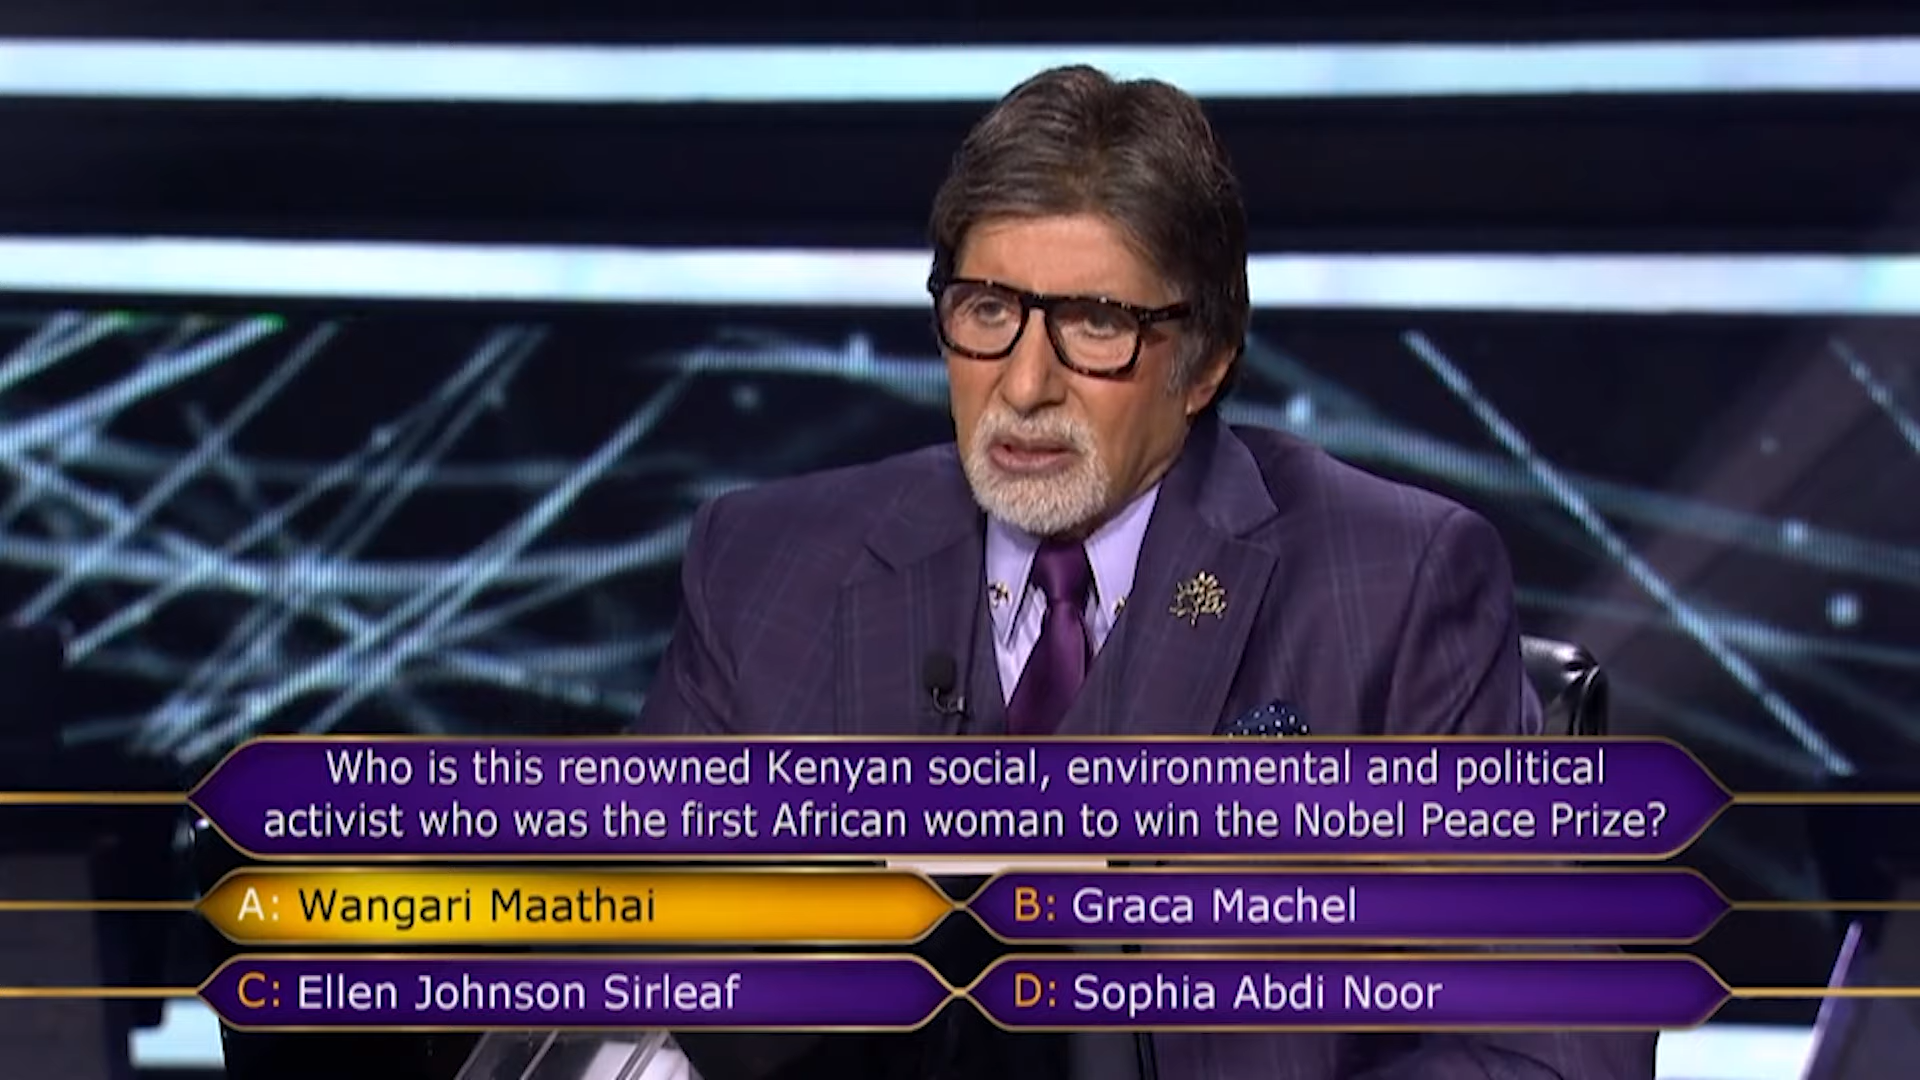 Who is this renowned Kenyan social, environmental and political
activist who was the first African woman to win the Nobel Peace Prize?
A: Wangari Maathai
B: Graca Machel
C: Ellen Johnson Sirleaf
D: Sophia Abdi Noor